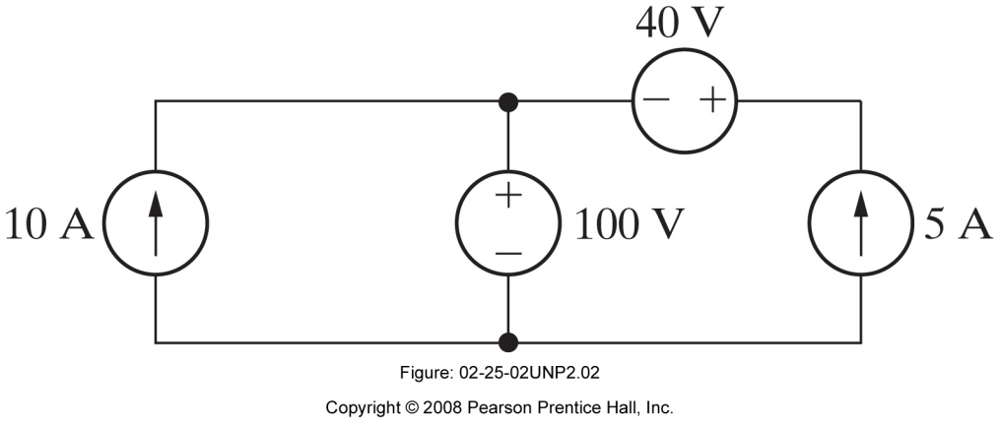 40 V
− +
10 A
+
100 V
−
5 A
Figure: 02-25-02UNP2.02
Copyright © 2008 Pearson Prentice Hall, Inc.